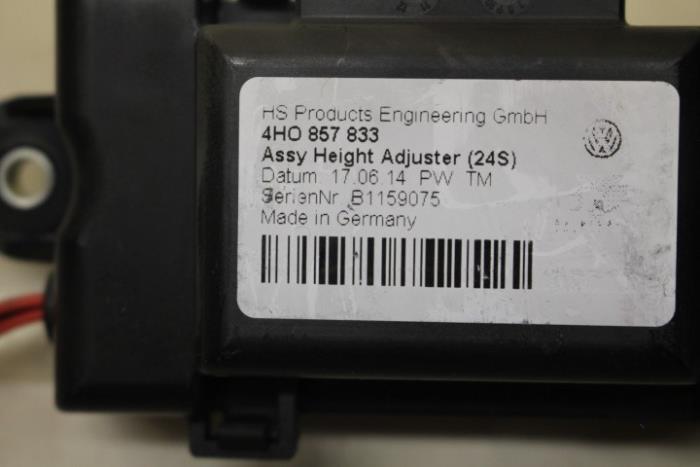 HS Products Engineering GmbH
4HO 857 833
Assy Height Adjuster (24S)
Datum 17.06.14 PW TM
SerienNr. B1159075
Made in Germany